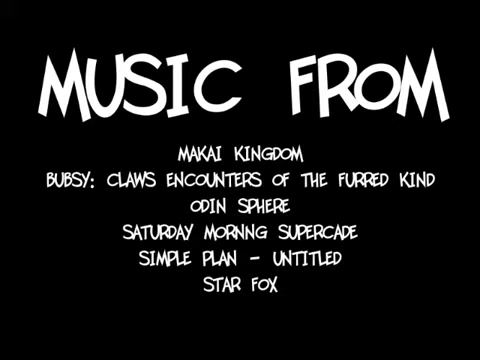 MUSIC FROM
MAKAI KINGDOM
BUBSY: CLAWS ENCOUNTERS OF THE FURRED KIND
ODIN SPHERE
SATURDAY MORNNG SUPERCADE
SIMPLE PLAN - UNTITLED
STAR FOX